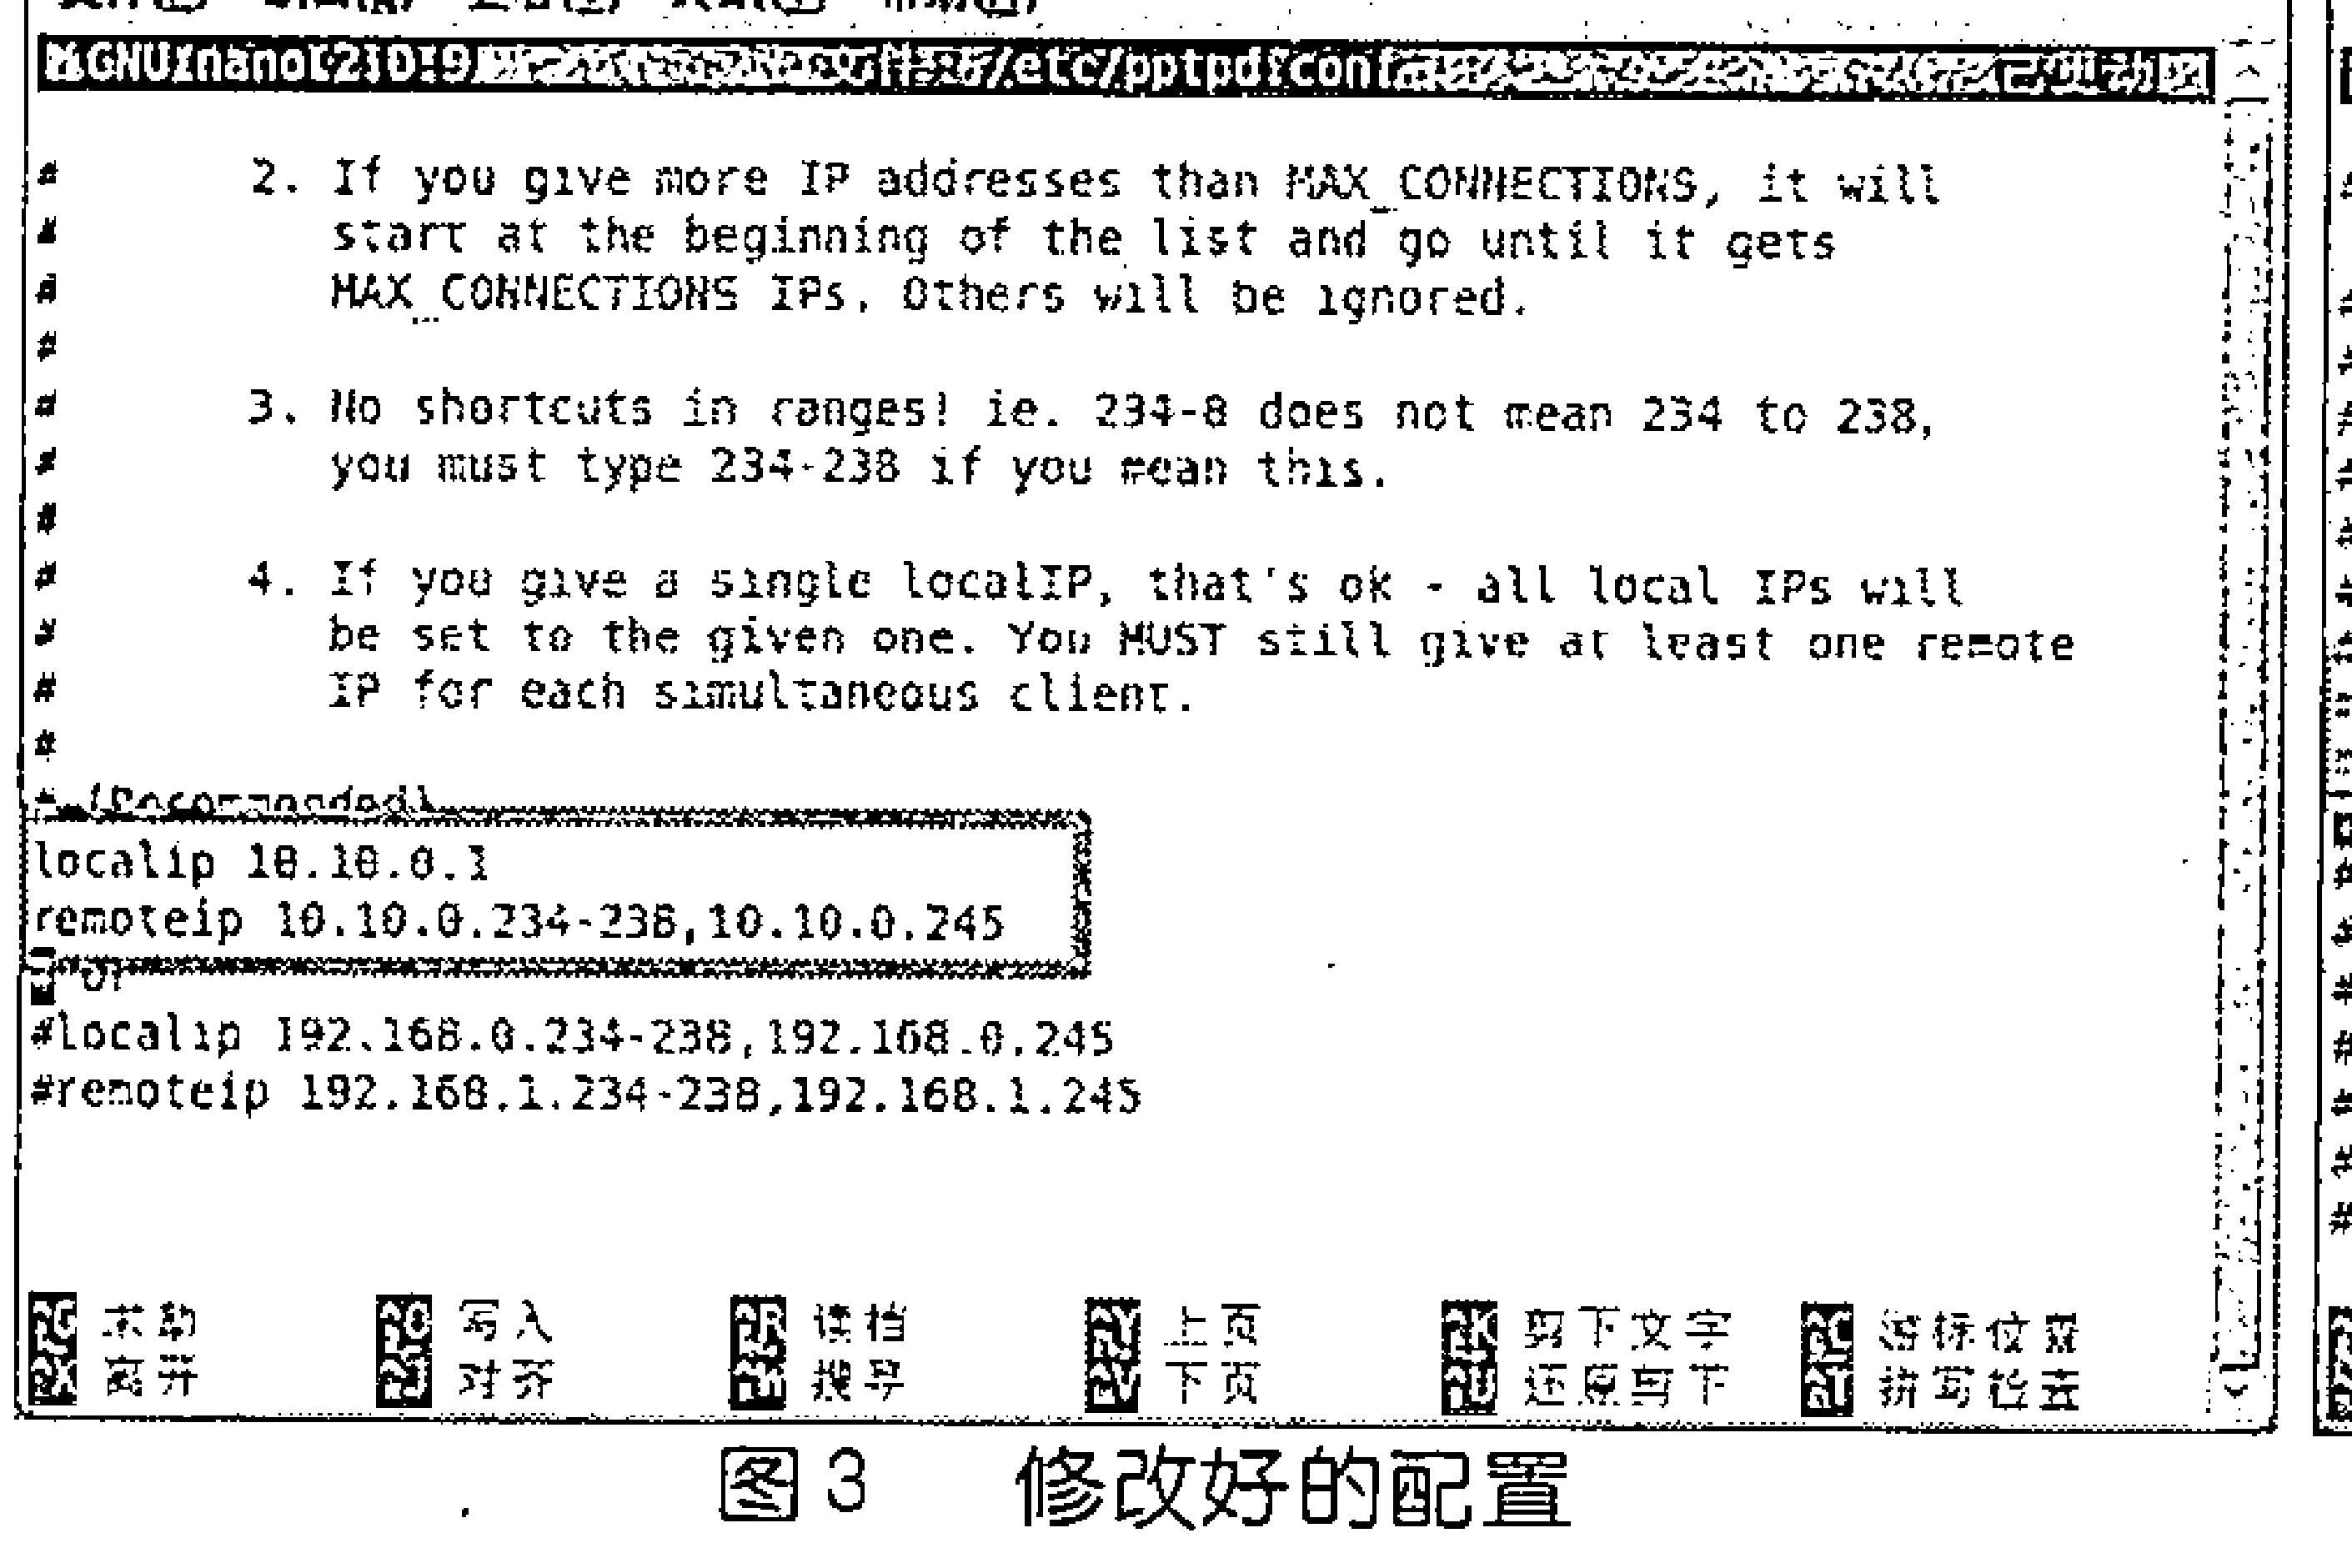 GNU nano 2.0.9 文件: /etc/pptpd.conf 已更动
#
# 2. If you give more IP addresses than MAX_CONNECTIONS, it will
# start at the beginning of the list and go until it gets
# MAX_CONNECTIONS IPs. Others will be ignored.
#
# 3. No shortcuts in ranges! ie. 234-8 does not mean 234 to 238,
# you must type 234-238 if you mean this.
#
# 4. If you give a single localIP, that's ok - all local IPs will
# be set to the given one. You MUST still give at least one remote
# IP for each simultaneous client.
#
# (Recommended)
localip 10.10.0.1
remoteip 10.10.0.234-238,10.10.0.245
# or
#localip 192.168.0.234-238,192.168.0.245
#remoteip 192.168.1.234-238,192.168.1.245
^G 求助 ^O 写入 ^R 读档 ^Y 上页 ^K 剪下文字 ^C 游标位置
^X 离开 ^J 对齐 ^W 搜寻 ^V 下页 ^U 还原剪下 ^T 拼写检查
图3 修改好的配置